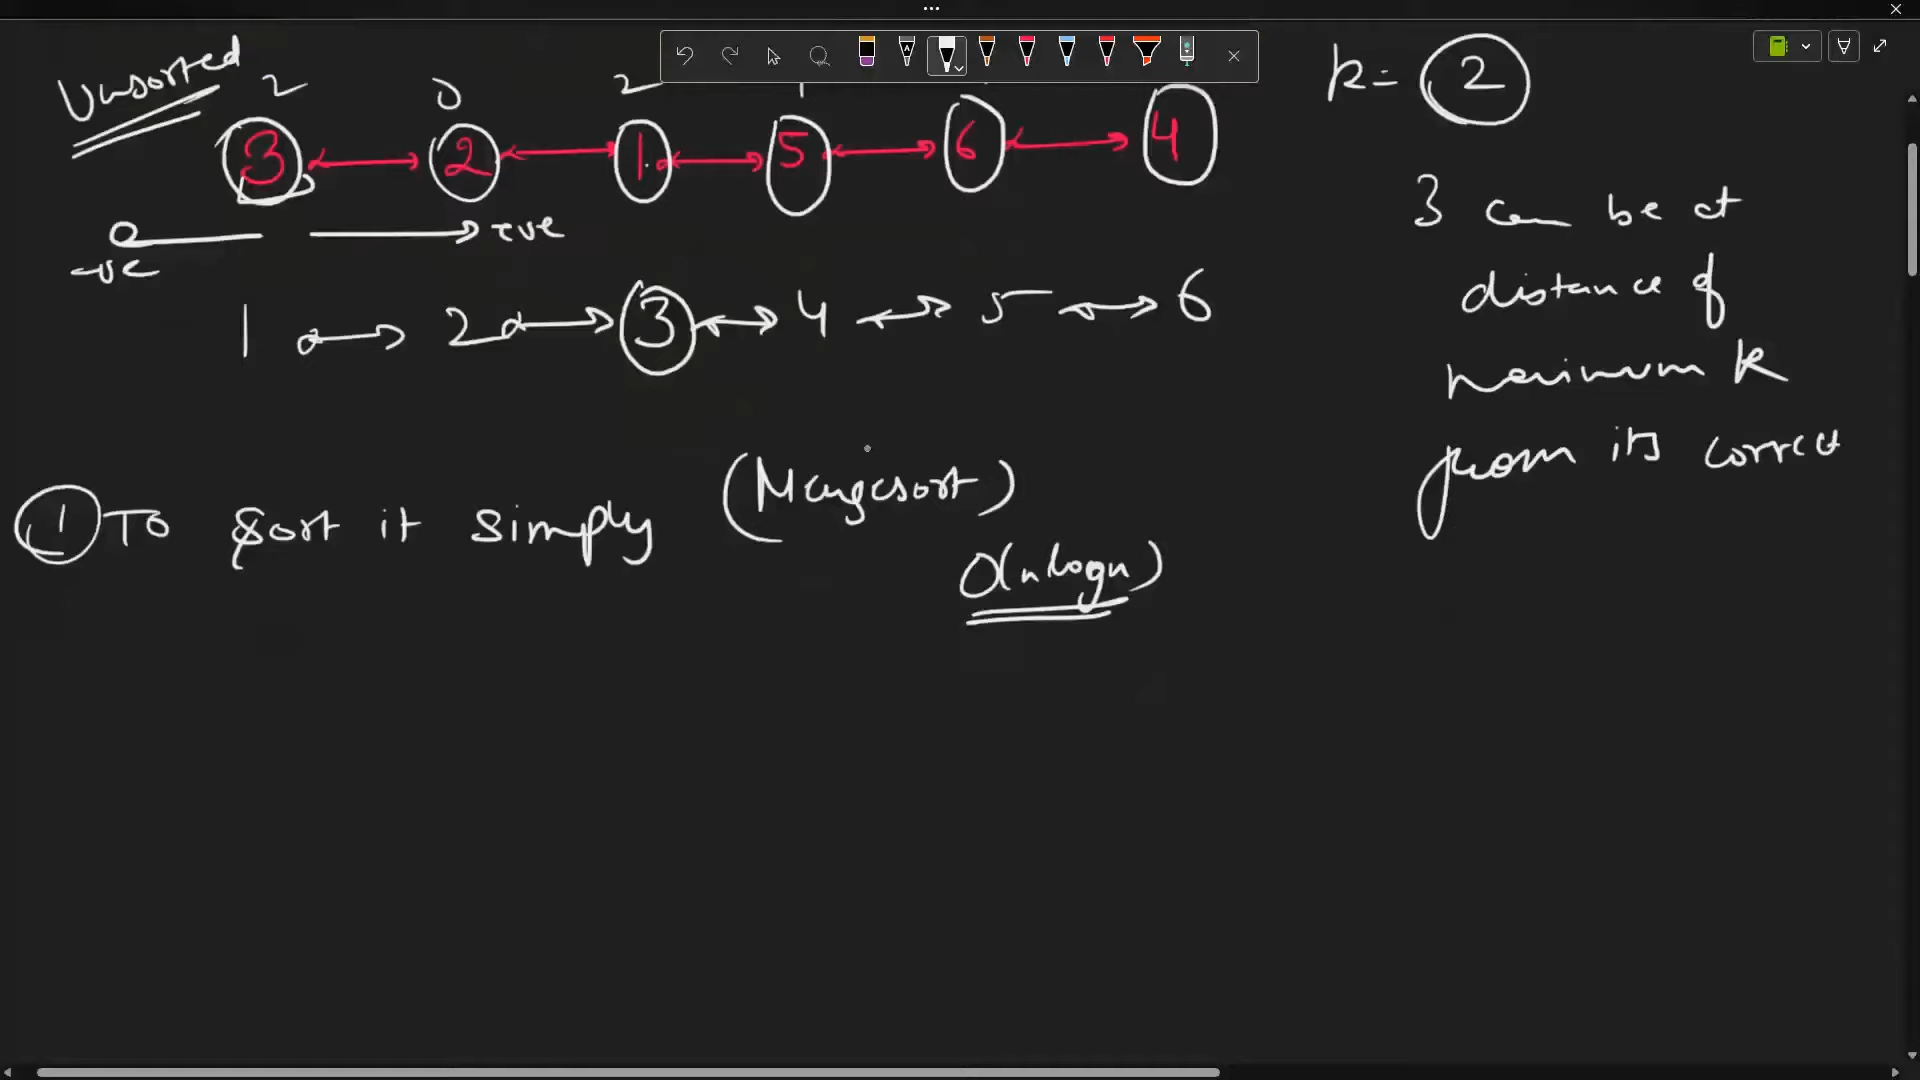 Unsorted
2 0 2 1
3 2 1 5 6 4
-ve +ve
1 2 3 4 5 6
① To sort it simply (Mergesort)
O(nlogn)
k = 2
3 can be at
distance of
maximum k
from its correct